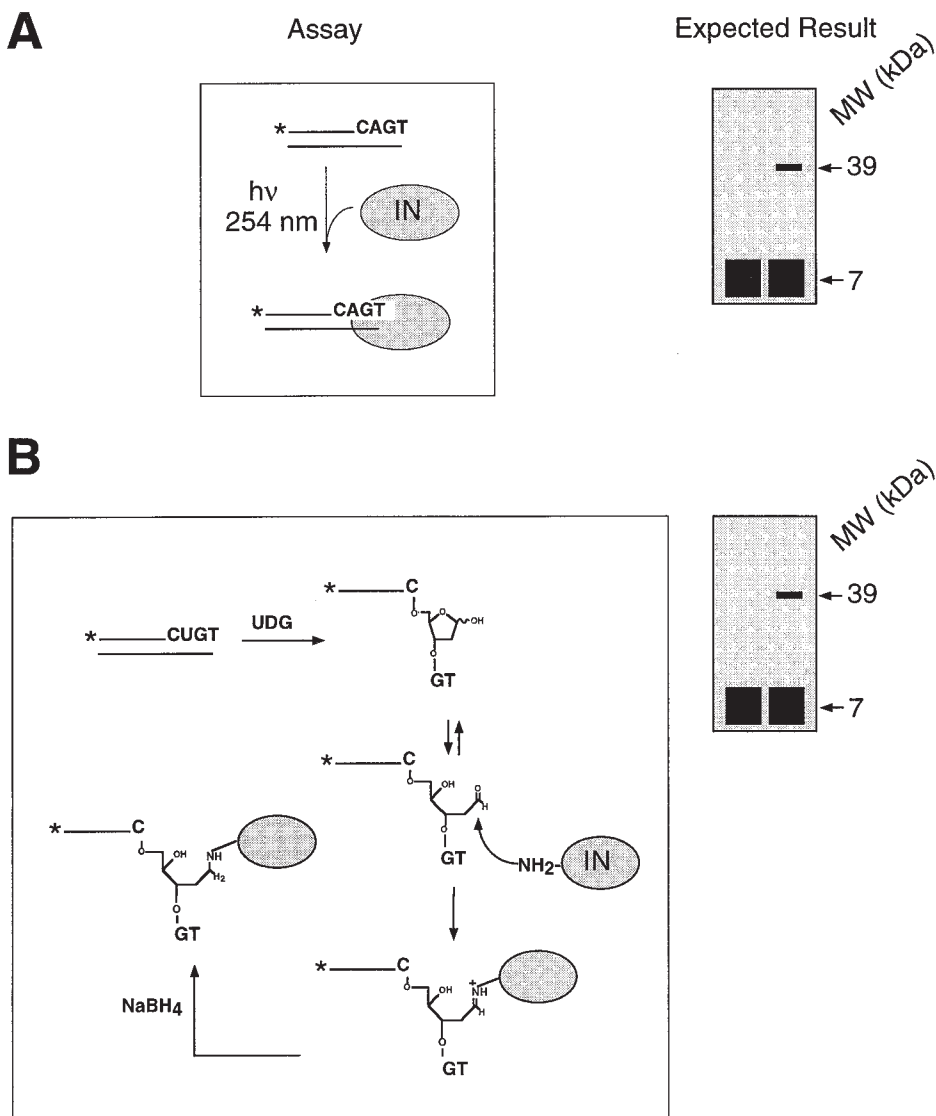 A
Assay
Expected Result
MW (kDa)
* CAGT
hν
254 nm
IN
39
* CAGT
7
B
MW (kDa)
* CUGT
UDG
* C
O
O
OH
O
GT
39
7
* C
O
OH
O
H
O
GT
NH2-
IN
* C
O
OH
NH
H2
O
GT
* C
O
OH
+
NH
H
O
GT
NaBH4